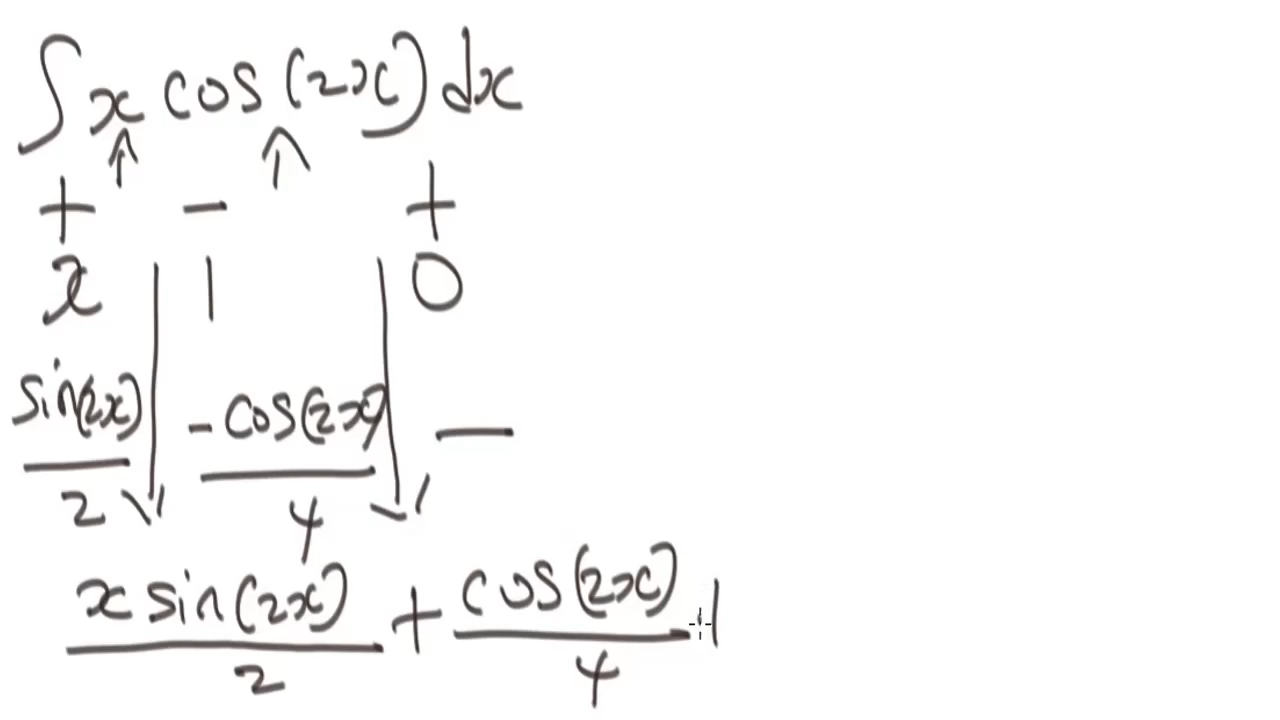 ∫ x cos(2x) dx
+ - +
x 1 0
sin(2x)/2 -cos(2x)/4 —
x sin(2x)/2 + cos(2x)/4